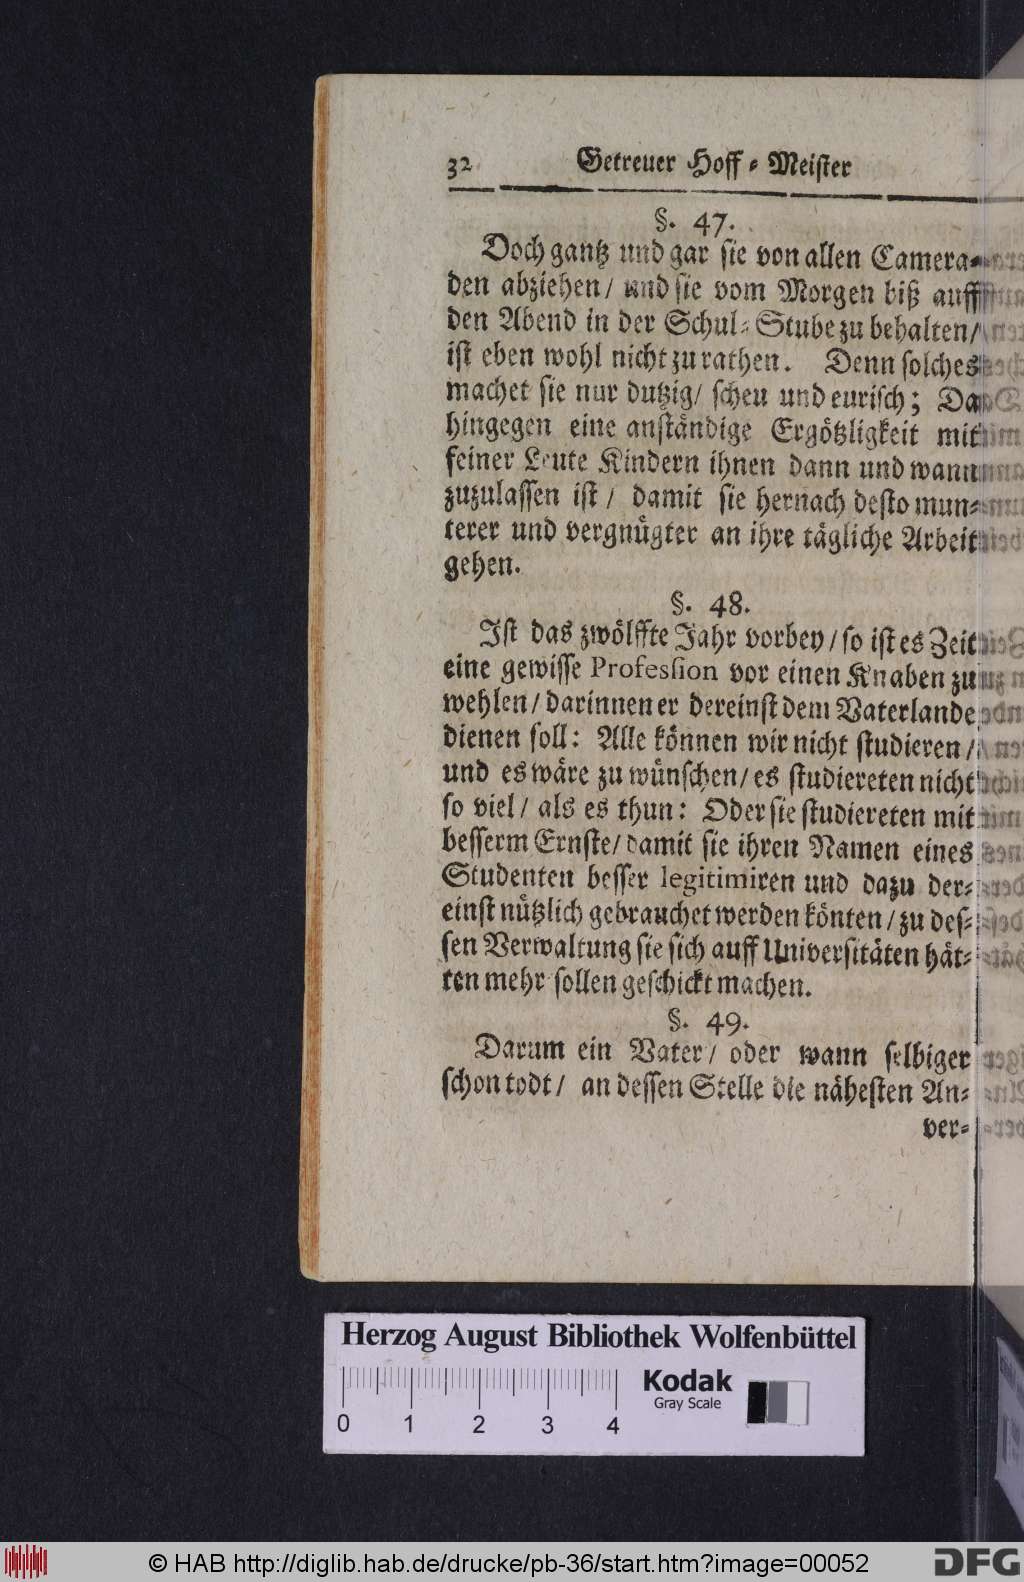 32 Getreuer Hoff-Meister
§. 47.
Doch gantz und gar sie von allen Camera-
den abziehen / und sie vom Morgen biß auff
den Abend in der Schul-Stube zu behalten /
ist eben wohl nicht zu rathen. Denn solches
machet sie nur dutzig / scheu und eurisch; Da
hingegen eine anständige Ergötzligkeit mit
feiner Leute Kindern ihnen dann und wann
zuzulassen ist / damit sie hernach desto mun-
terer und vergnügter an ihre tägliche Arbeit
gehen.
§. 48.
Ist das zwölffte Jahr vorbey / so ist es Zeit
eine gewisse Profession vor einen Knaben zu
wehlen / darinnen er dereinst dem Vaterlande
dienen soll: Alle können wir nicht studieren /
und es wäre zu wünschen / es studiereten nicht
so viel / als es thun: Oder sie studiereten mit
besserm Ernste / damit sie ihren Namen eines
Studenten besser legitimiren und dazu der-
einst nützlich gebrauchet werden könten / zu des-
sen Verwaltung sie sich auff Universitäten hät-
ten mehr sollen geschickt machen.
§. 49.
Darum ein Vater / oder wann selbiger
schon todt / an dessen Stelle die nähesten An-
ver-
Herzog August Bibliothek Wolfenbüttel
Kodak
Gray Scale
0 1 2 3 4
© HAB http://diglib.hab.de/drucke/pb-36/start.htm?image=00052
DFG